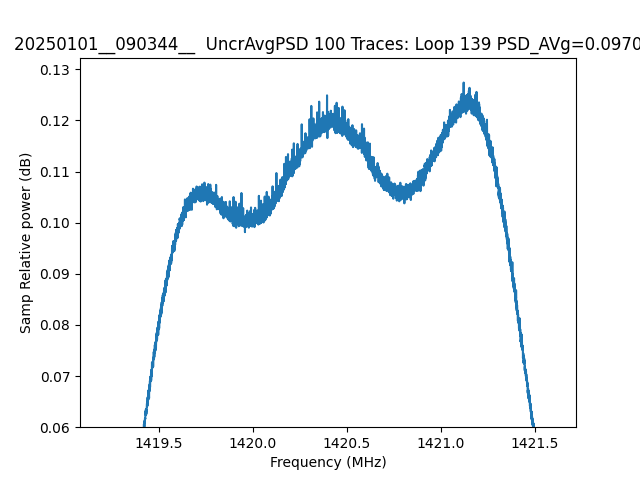 20250101__090344__  UncrAvgPSD 100 Traces: Loop 139 PSD_AVg=0.0970
0.13
0.12
0.11
0.10
0.09
0.08
0.07
0.06
Samp Relative power (dB)
1419.5 1420.0 1420.5 1421.0 1421.5
Frequency (MHz)